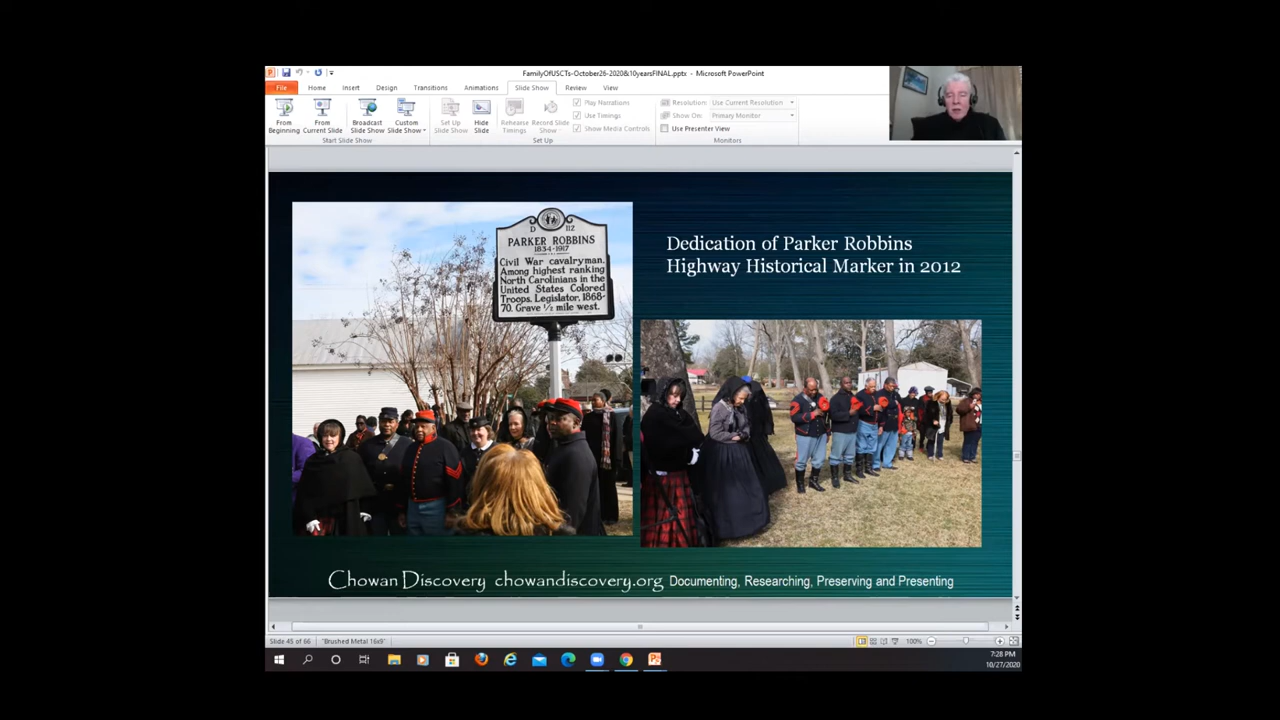 FamilyOfUSCTs-October26-2020&10yearsFINAL.pptx - Microsoft PowerPoint
File Home Insert Design Transitions Animations Slide Show Review View
From Beginning
From Current Slide
Broadcast Slide Show
Custom Slide Show
Set Up Slide Show
Hide Slide
Rehearse Timings
Record Slide Show
Play Narrations
Use Timings
Show Media Controls
Resolution: Use Current Resolution
Show On: Primary Monitor
Use Presenter View
Start Slide Show
Set Up
Monitors
D 112
PARKER ROBBINS
1834-1917
Civil War cavalryman.
Among highest ranking
North Carolinians in the
United States Colored
Troops. Legislator, 1868-
70. Grave ½ mile west.
Dedication of Parker Robbins
Highway Historical Marker in 2012
Chowan Discovery chowandiscovery.org Documenting, Researching, Preserving and Presenting
Slide 45 of 66 "Brushed Metal 16x9" 100%
7:28 PM
10/27/2020